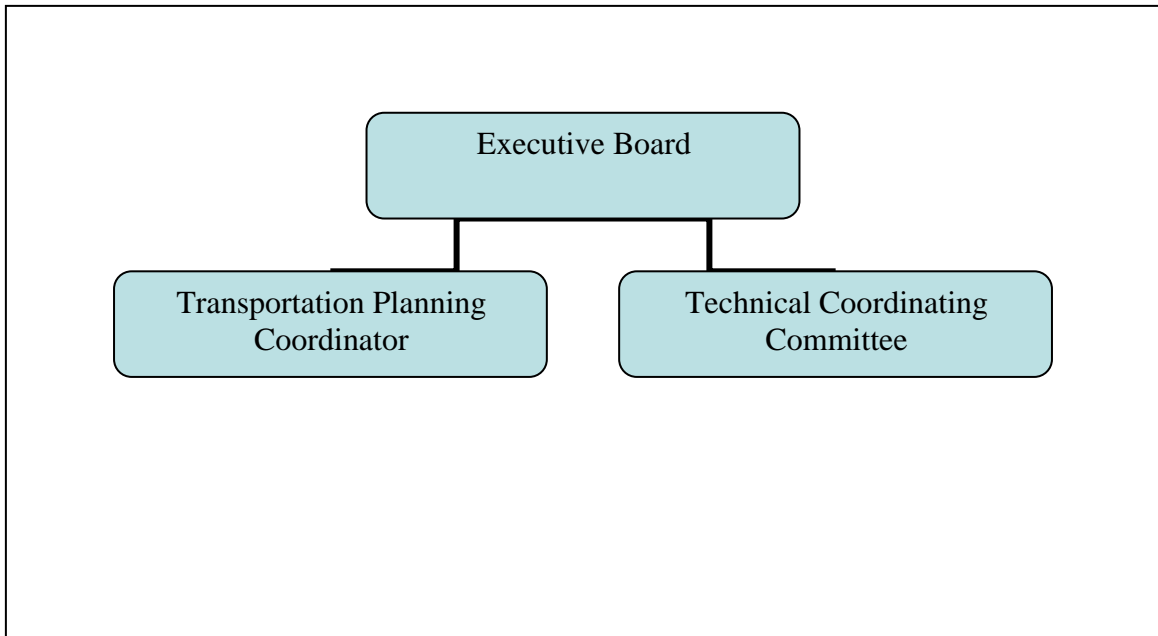 Executive Board
Transportation Planning
Coordinator
Technical Coordinating
Committee